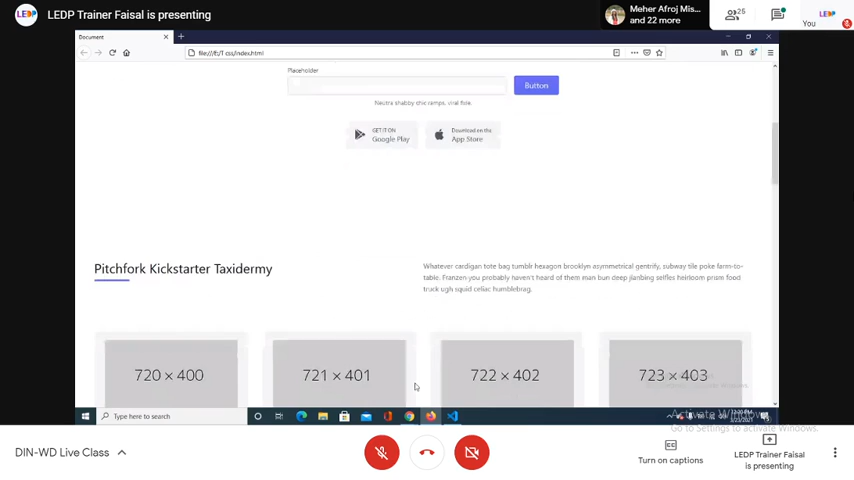 LEDP
LEDP Trainer Faisal is presenting
Meher Afroj Mis...
and 22 more
25
LEDP
You
Document
file:///E:/T css/index.html
Placeholder
Button
Neutra shabby chic ramps, viral fixie.
GET IT ON
Google Play
Download on the
App Store
Pitchfork Kickstarter Taxidermy
Whatever cardigan tote bag tumblr hexagon brooklyn asymmetrical gentrify, subway tile poke farm-to-
table. Franzen you probably haven't heard of them man bun deep jianbing selfies heirloom prism food
truck ugh squid celiac humblebrag.
720 × 400
721 × 401
722 × 402
723 × 403
Type here to search
Activate Windows
Go to Settings to activate Windows.
DIN-WD Live Class
CC
Turn on captions
LEDP Trainer Faisal
is presenting